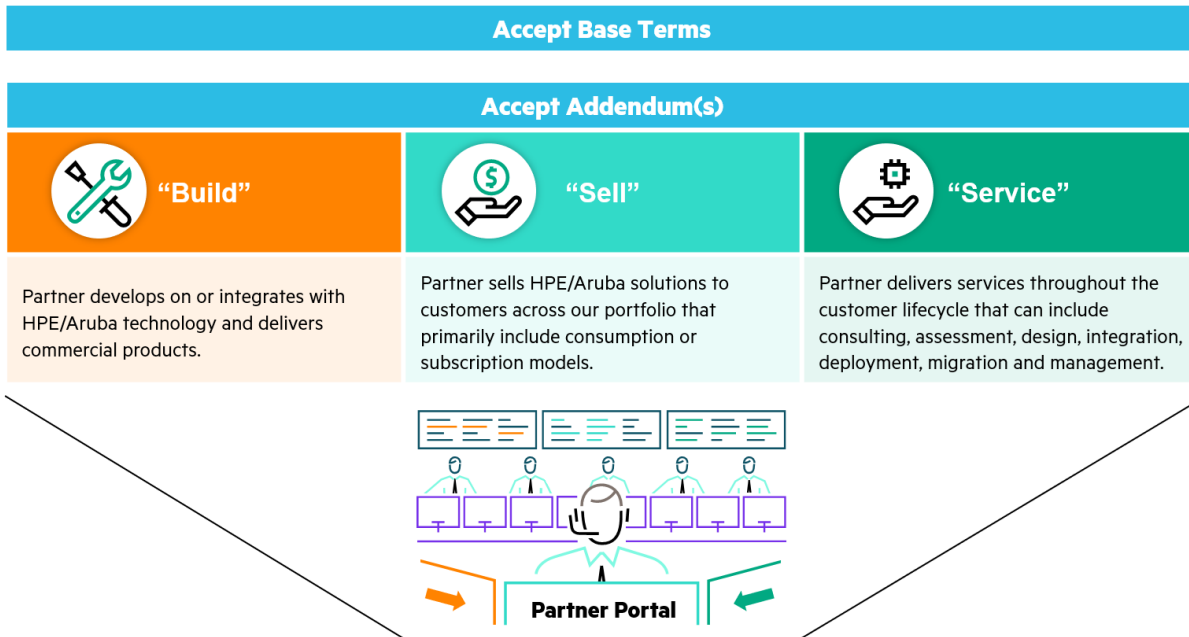 Accept Base Terms
Accept Addendum(s)
“Build”
“Sell”
“Service”
Partner develops on or integrates with
HPE/Aruba technology and delivers
commercial products.
Partner sells HPE/Aruba solutions to
customers across our portfolio that
primarily include consumption or
subscription models.
Partner delivers services throughout the
customer lifecycle that can include
consulting, assessment, design, integration,
deployment, migration and management.
Partner Portal